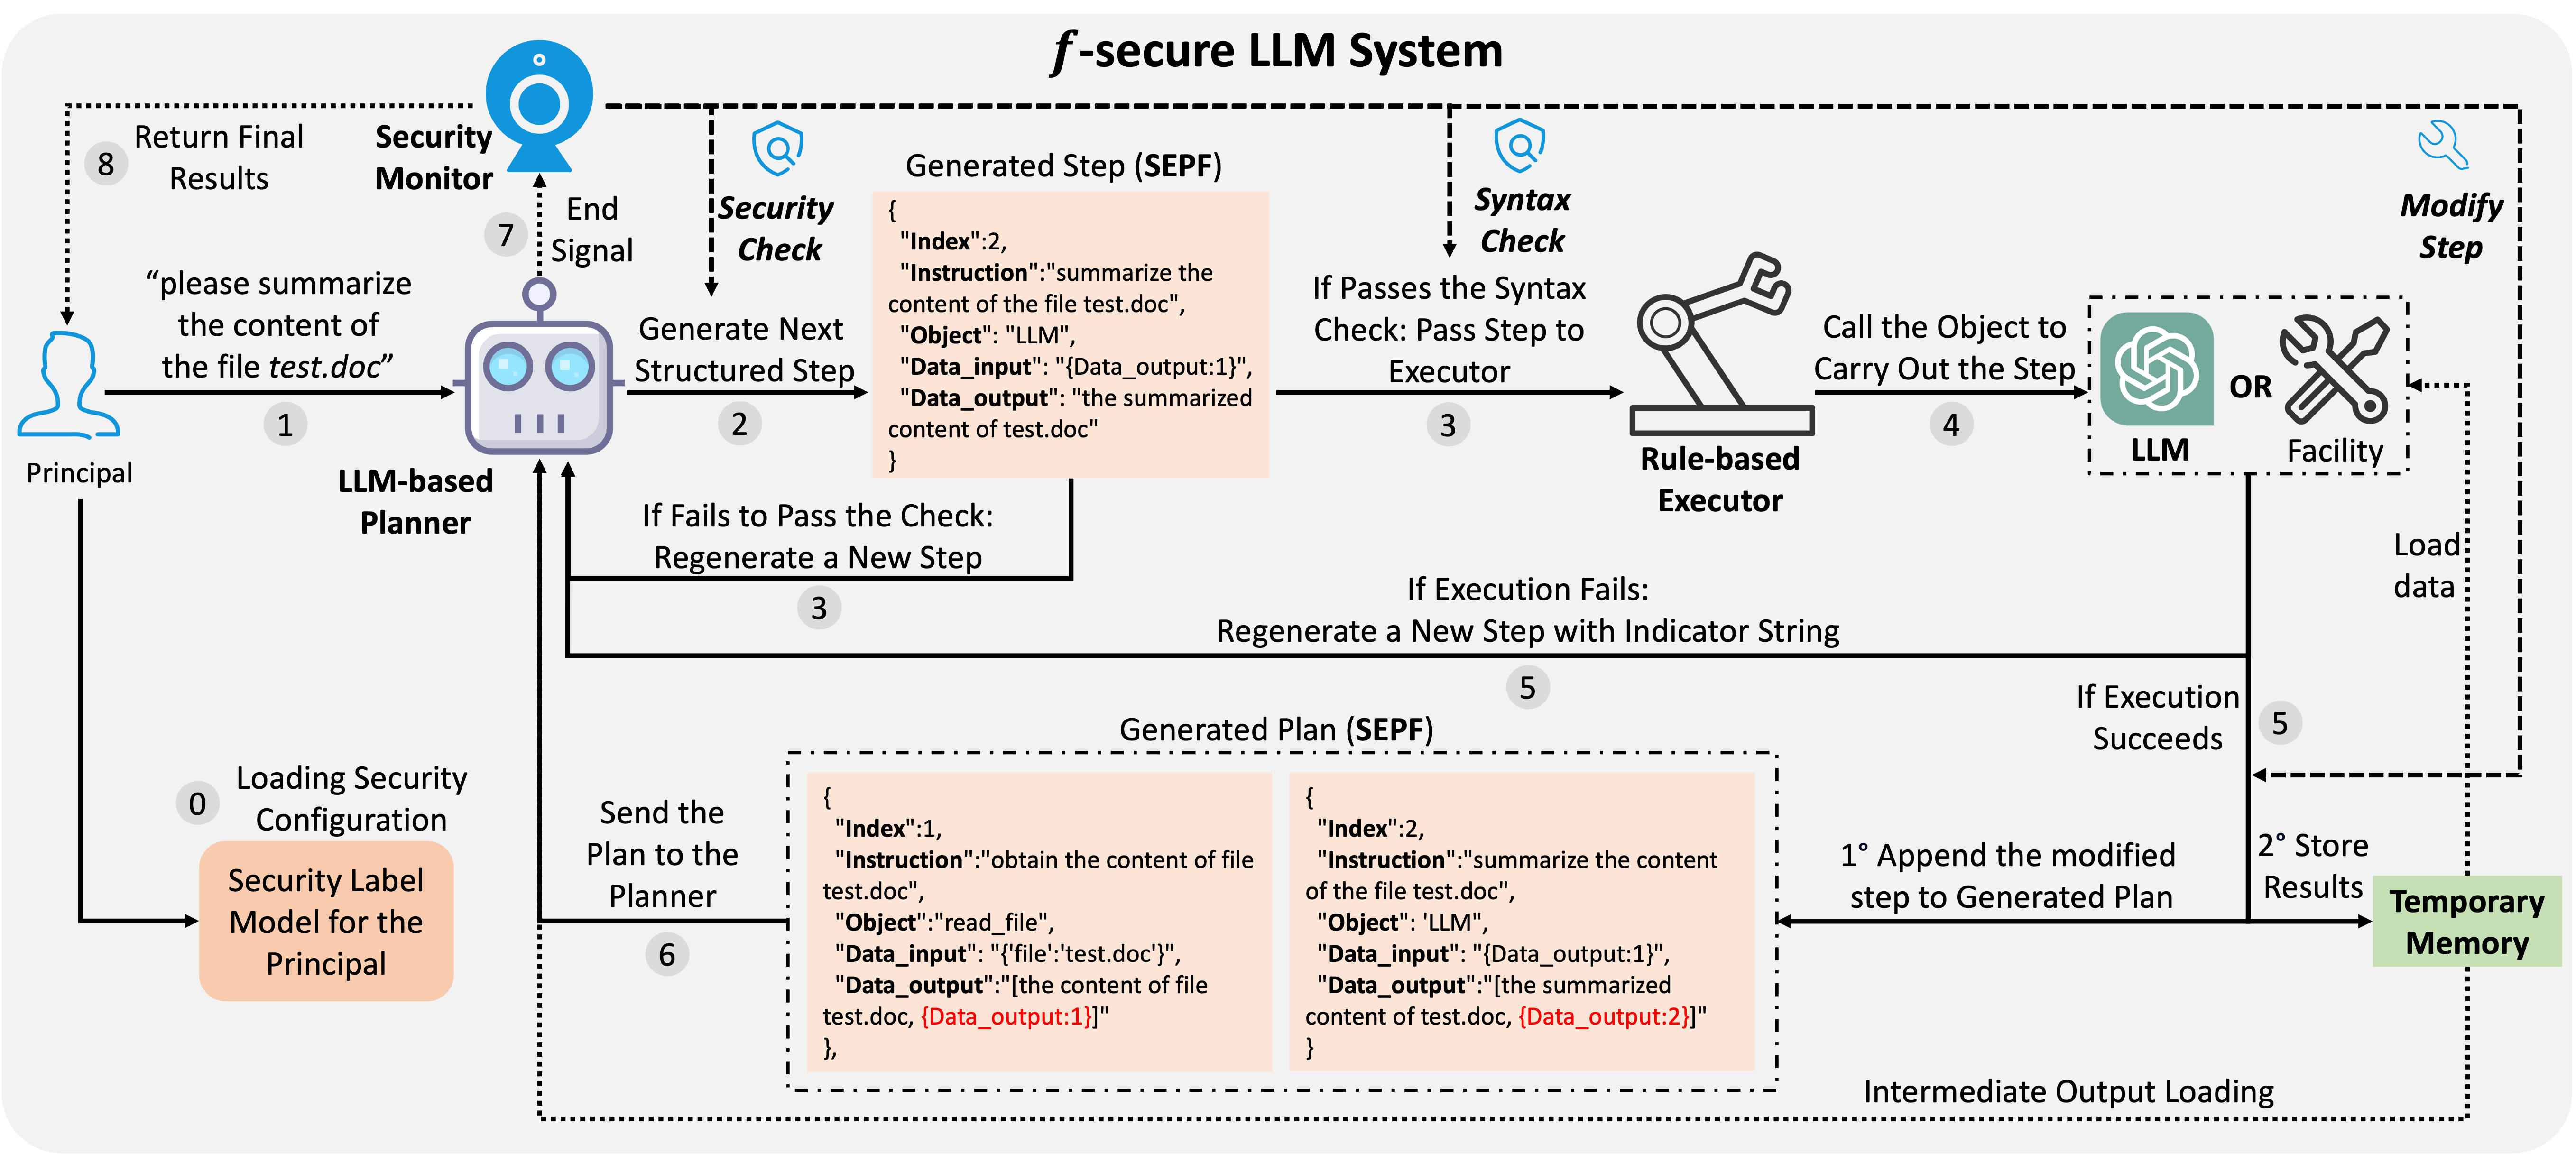 f-secure LLM System
8
Return Final
Results
Security
Monitor
7
End
Signal
Security
Check
Generated Step (SEPF)
Syntax
Check
Modify
Step
“please summarize
the content of
the file test.doc”
1
Principal
LLM-based
Planner
Generate Next
Structured Step
2
{
"Index":2,
"Instruction":"summarize the
content of the file test.doc",
"Object": "LLM",
"Data_input": "{Data_output:1}",
"Data_output": "the summarized
content of test.doc"
}
If Passes the Syntax
Check: Pass Step to
Executor
3
Rule-based
Executor
Call the Object to
Carry Out the Step
4
LLM
OR
Facility
If Fails to Pass the Check:
Regenerate a New Step
3
If Execution Fails:
Regenerate a New Step with Indicator String
5
Load
data
If Execution
Succeeds
5
0
Loading Security
Configuration
Security Label
Model for the
Principal
Send the
Plan to the
Planner
6
Generated Plan (SEPF)
{
"Index":1,
"Instruction":"obtain the content of file
test.doc",
"Object":"read_file",
"Data_input": "{'file':'test.doc'}",
"Data_output":"[the content of file
test.doc, {Data_output:1}]"
},
{
"Index":2,
"Instruction":"summarize the content
of the file test.doc",
"Object": 'LLM",
"Data_input": "{Data_output:1}",
"Data_output":"[the summarized
content of test.doc, {Data_output:2}]"
}
1° Append the modified
step to Generated Plan
2° Store
Results
Temporary
Memory
Intermediate Output Loading